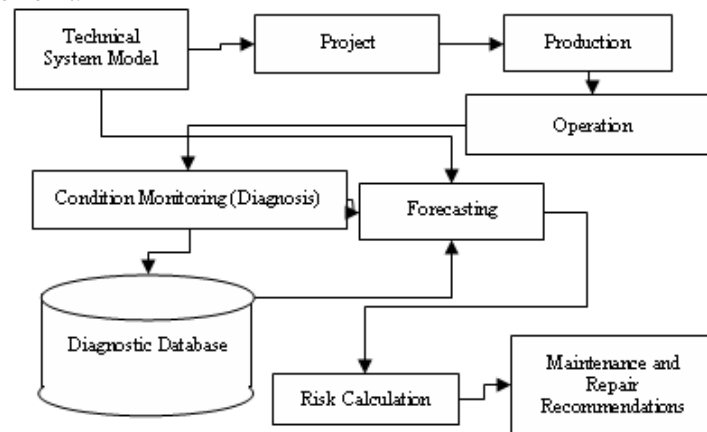 Technical
System Model
Project
Production
Operation
Condition Monitoring (Diagnosis)
Forecasting
Diagnostic Database
Risk Calculation
Maintenance and
Repair
Recommendations